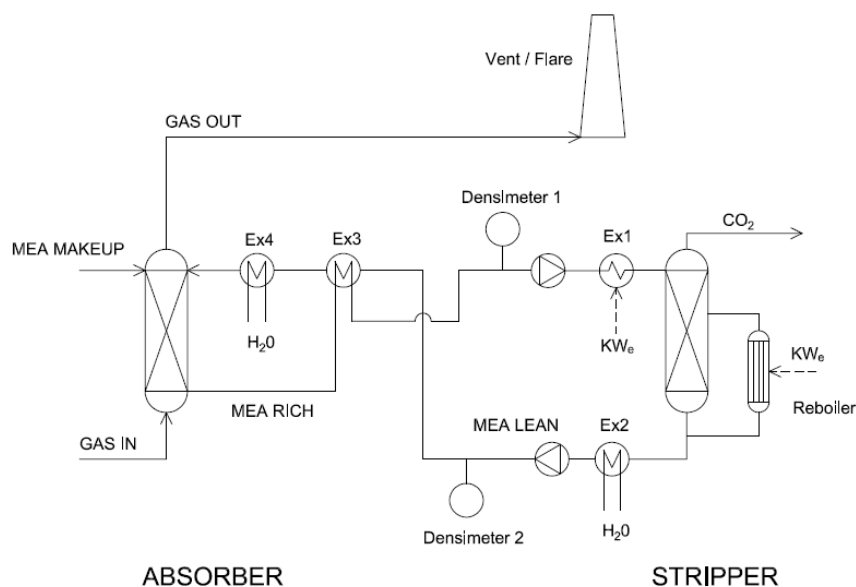 Vent / Flare
GAS OUT
Densimeter 1
CO₂
MEA MAKEUP
Ex4
Ex3
Ex1
H₂0
KWₑ
KWₑ
MEA RICH
Reboiler
MEA LEAN
Ex2
GAS IN
Densimeter 2
H₂0
ABSORBER
STRIPPER